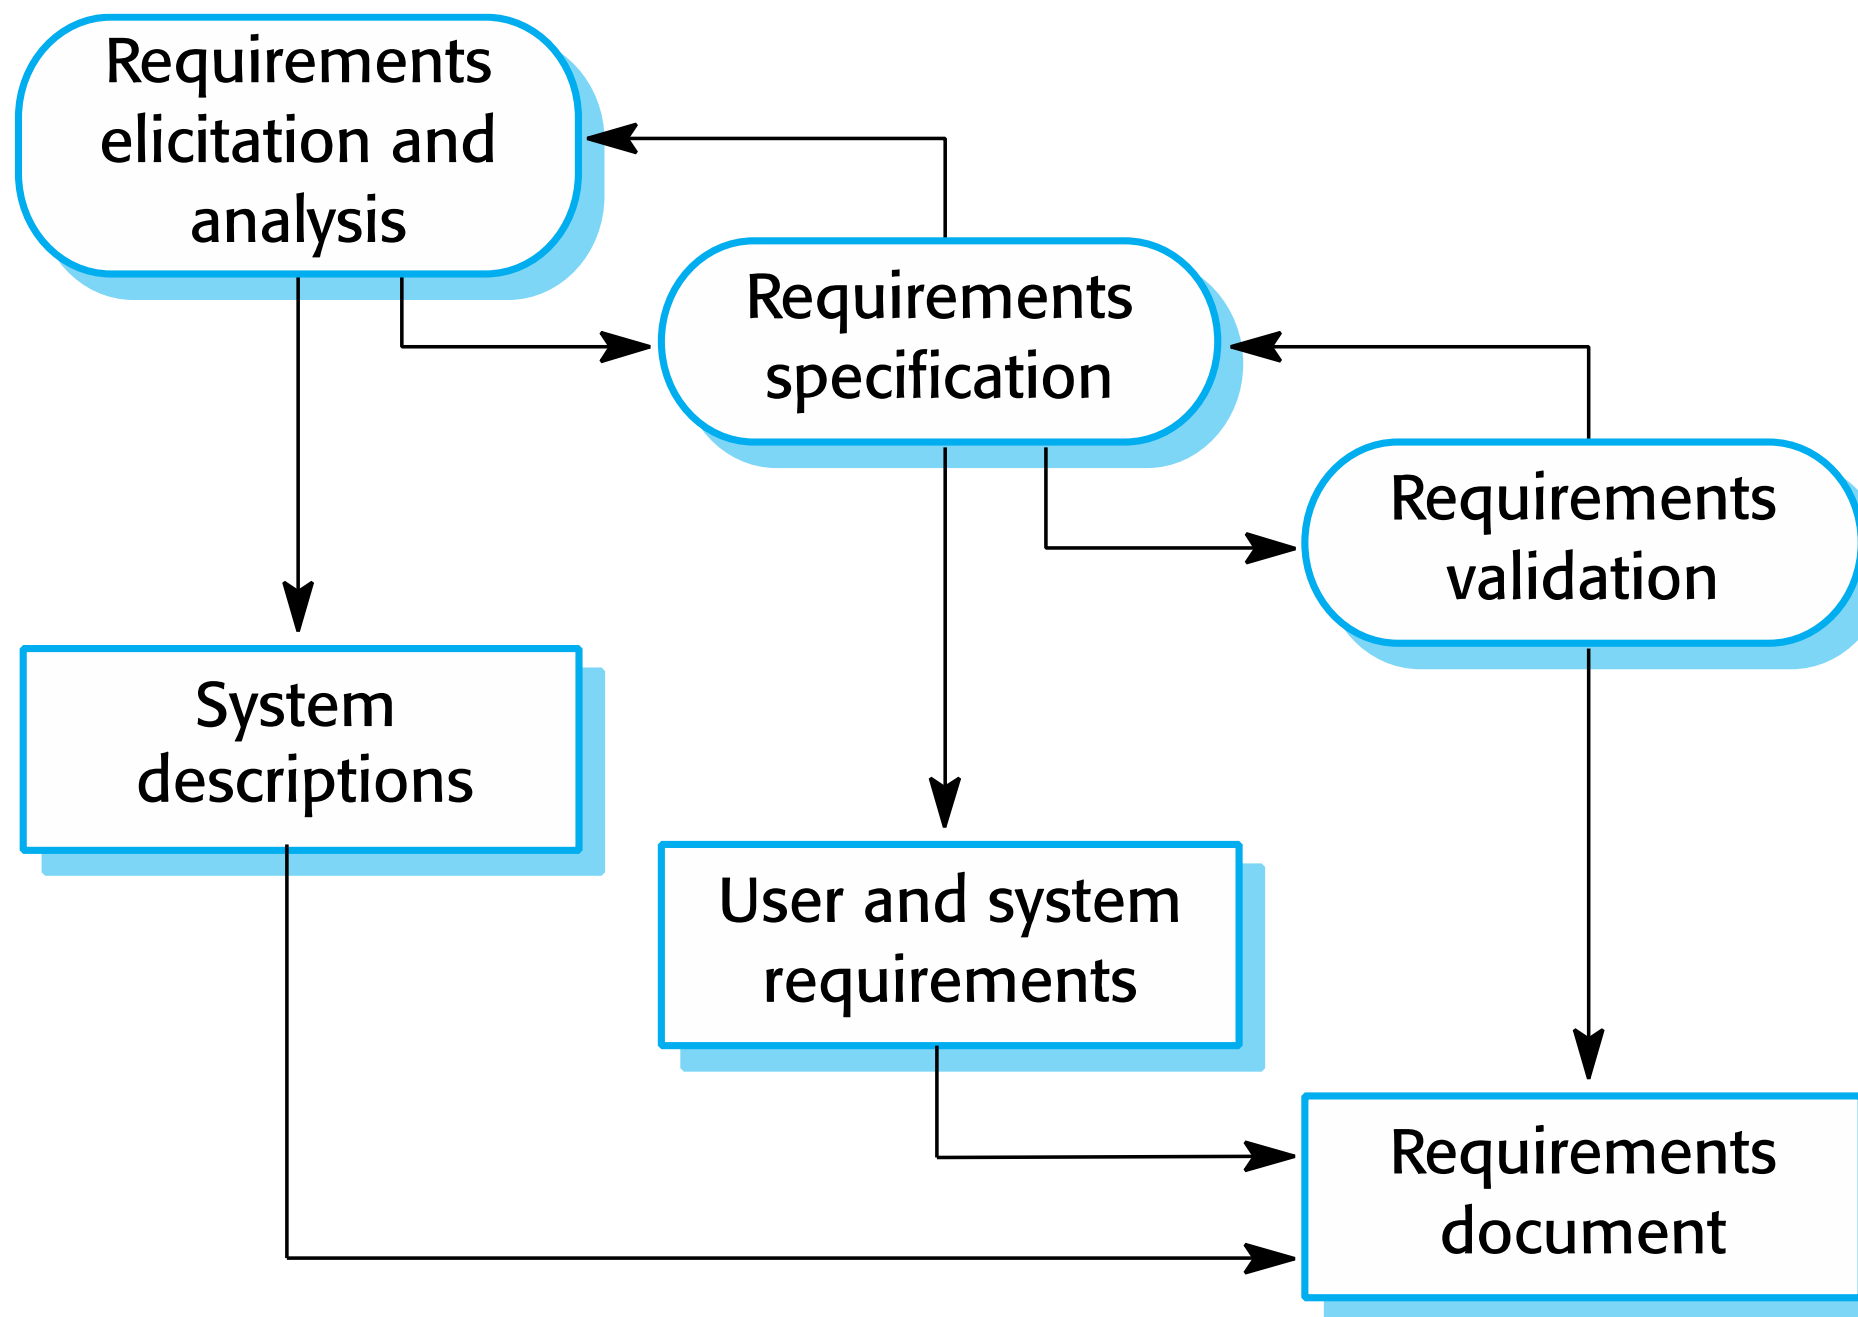 Requirements
elicitation and
analysis
Requirements
specification
Requirements
validation
System
descriptions
User and system
requirements
Requirements
document